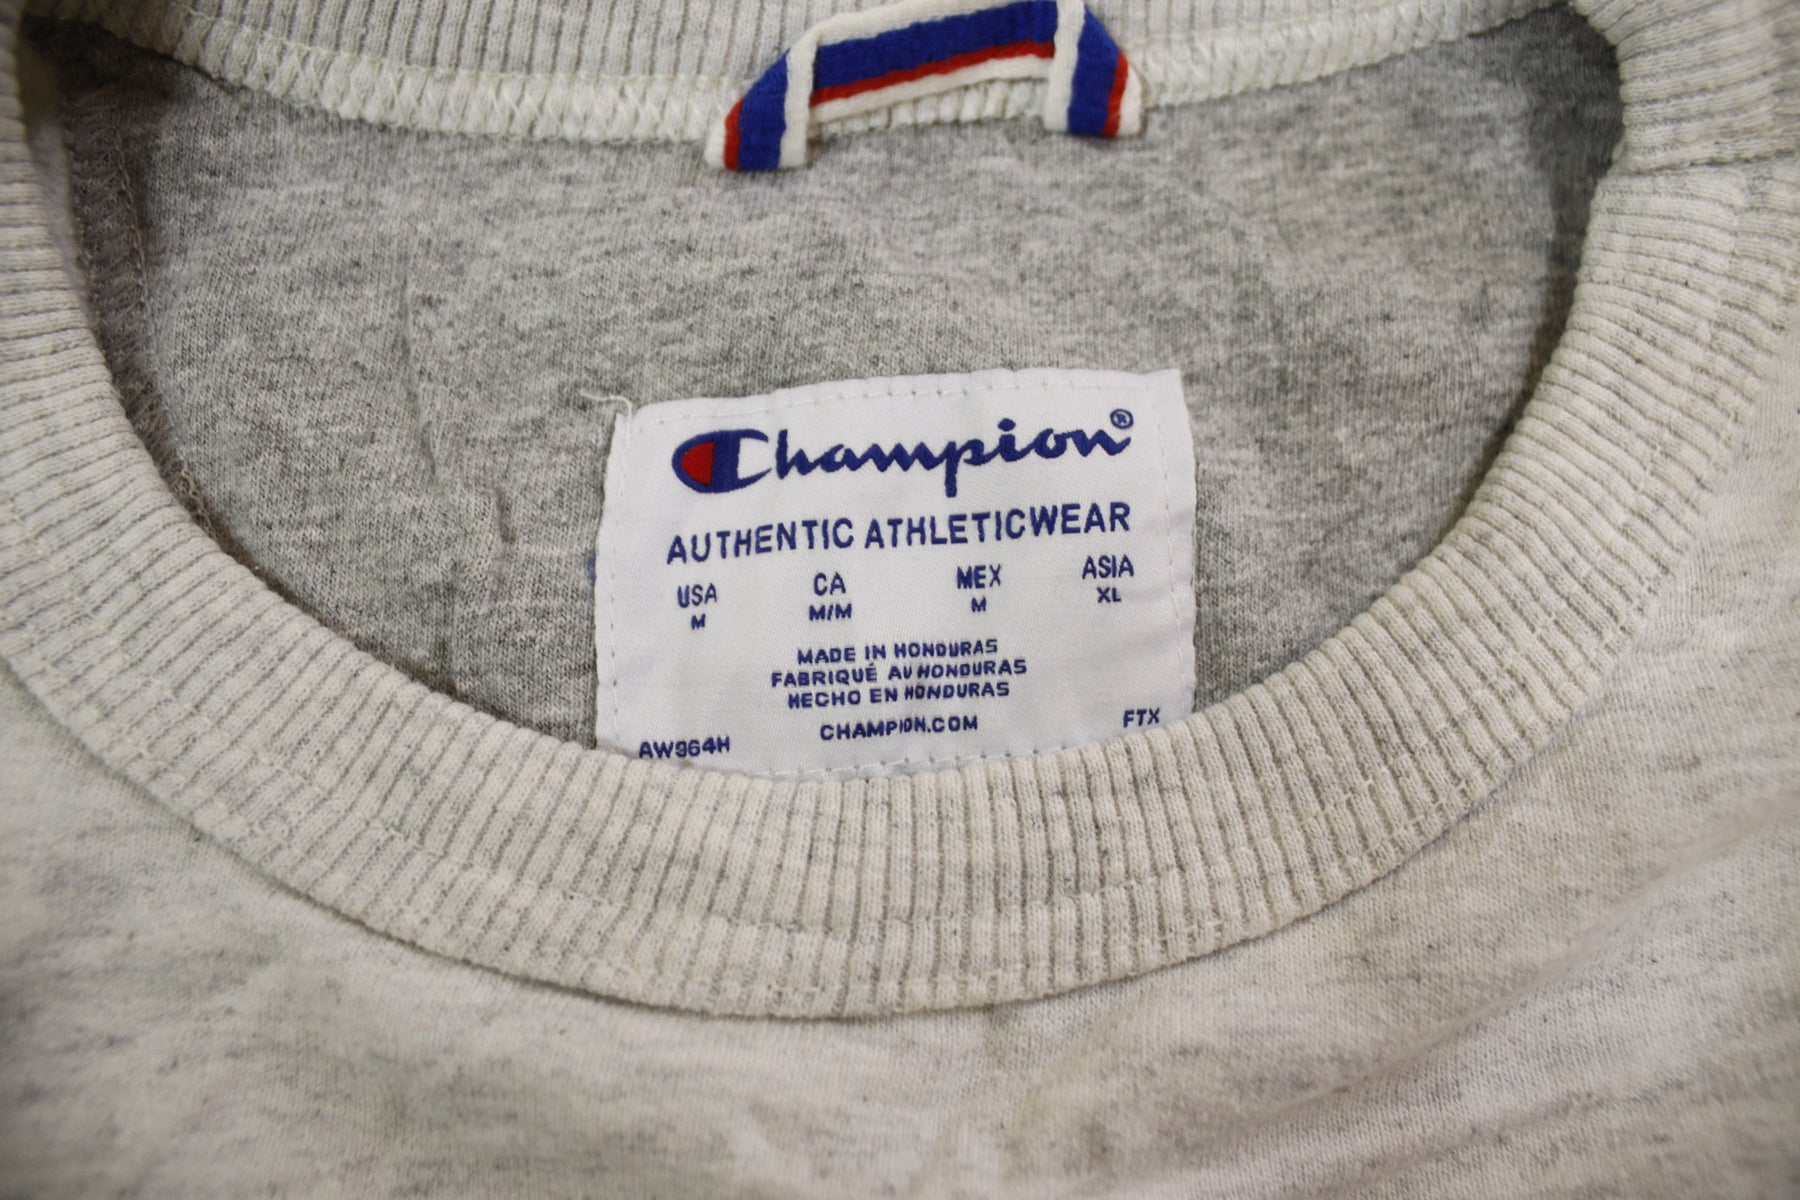 Champion®
AUTHENTIC ATHLETICWEAR
USA CA MEX ASIA
M M/M M XL
MADE IN HONDURAS
FABRIQUÉ AU HONDURAS
HECHO EN HONDURAS
CHAMPION.COM
AW964H FTX